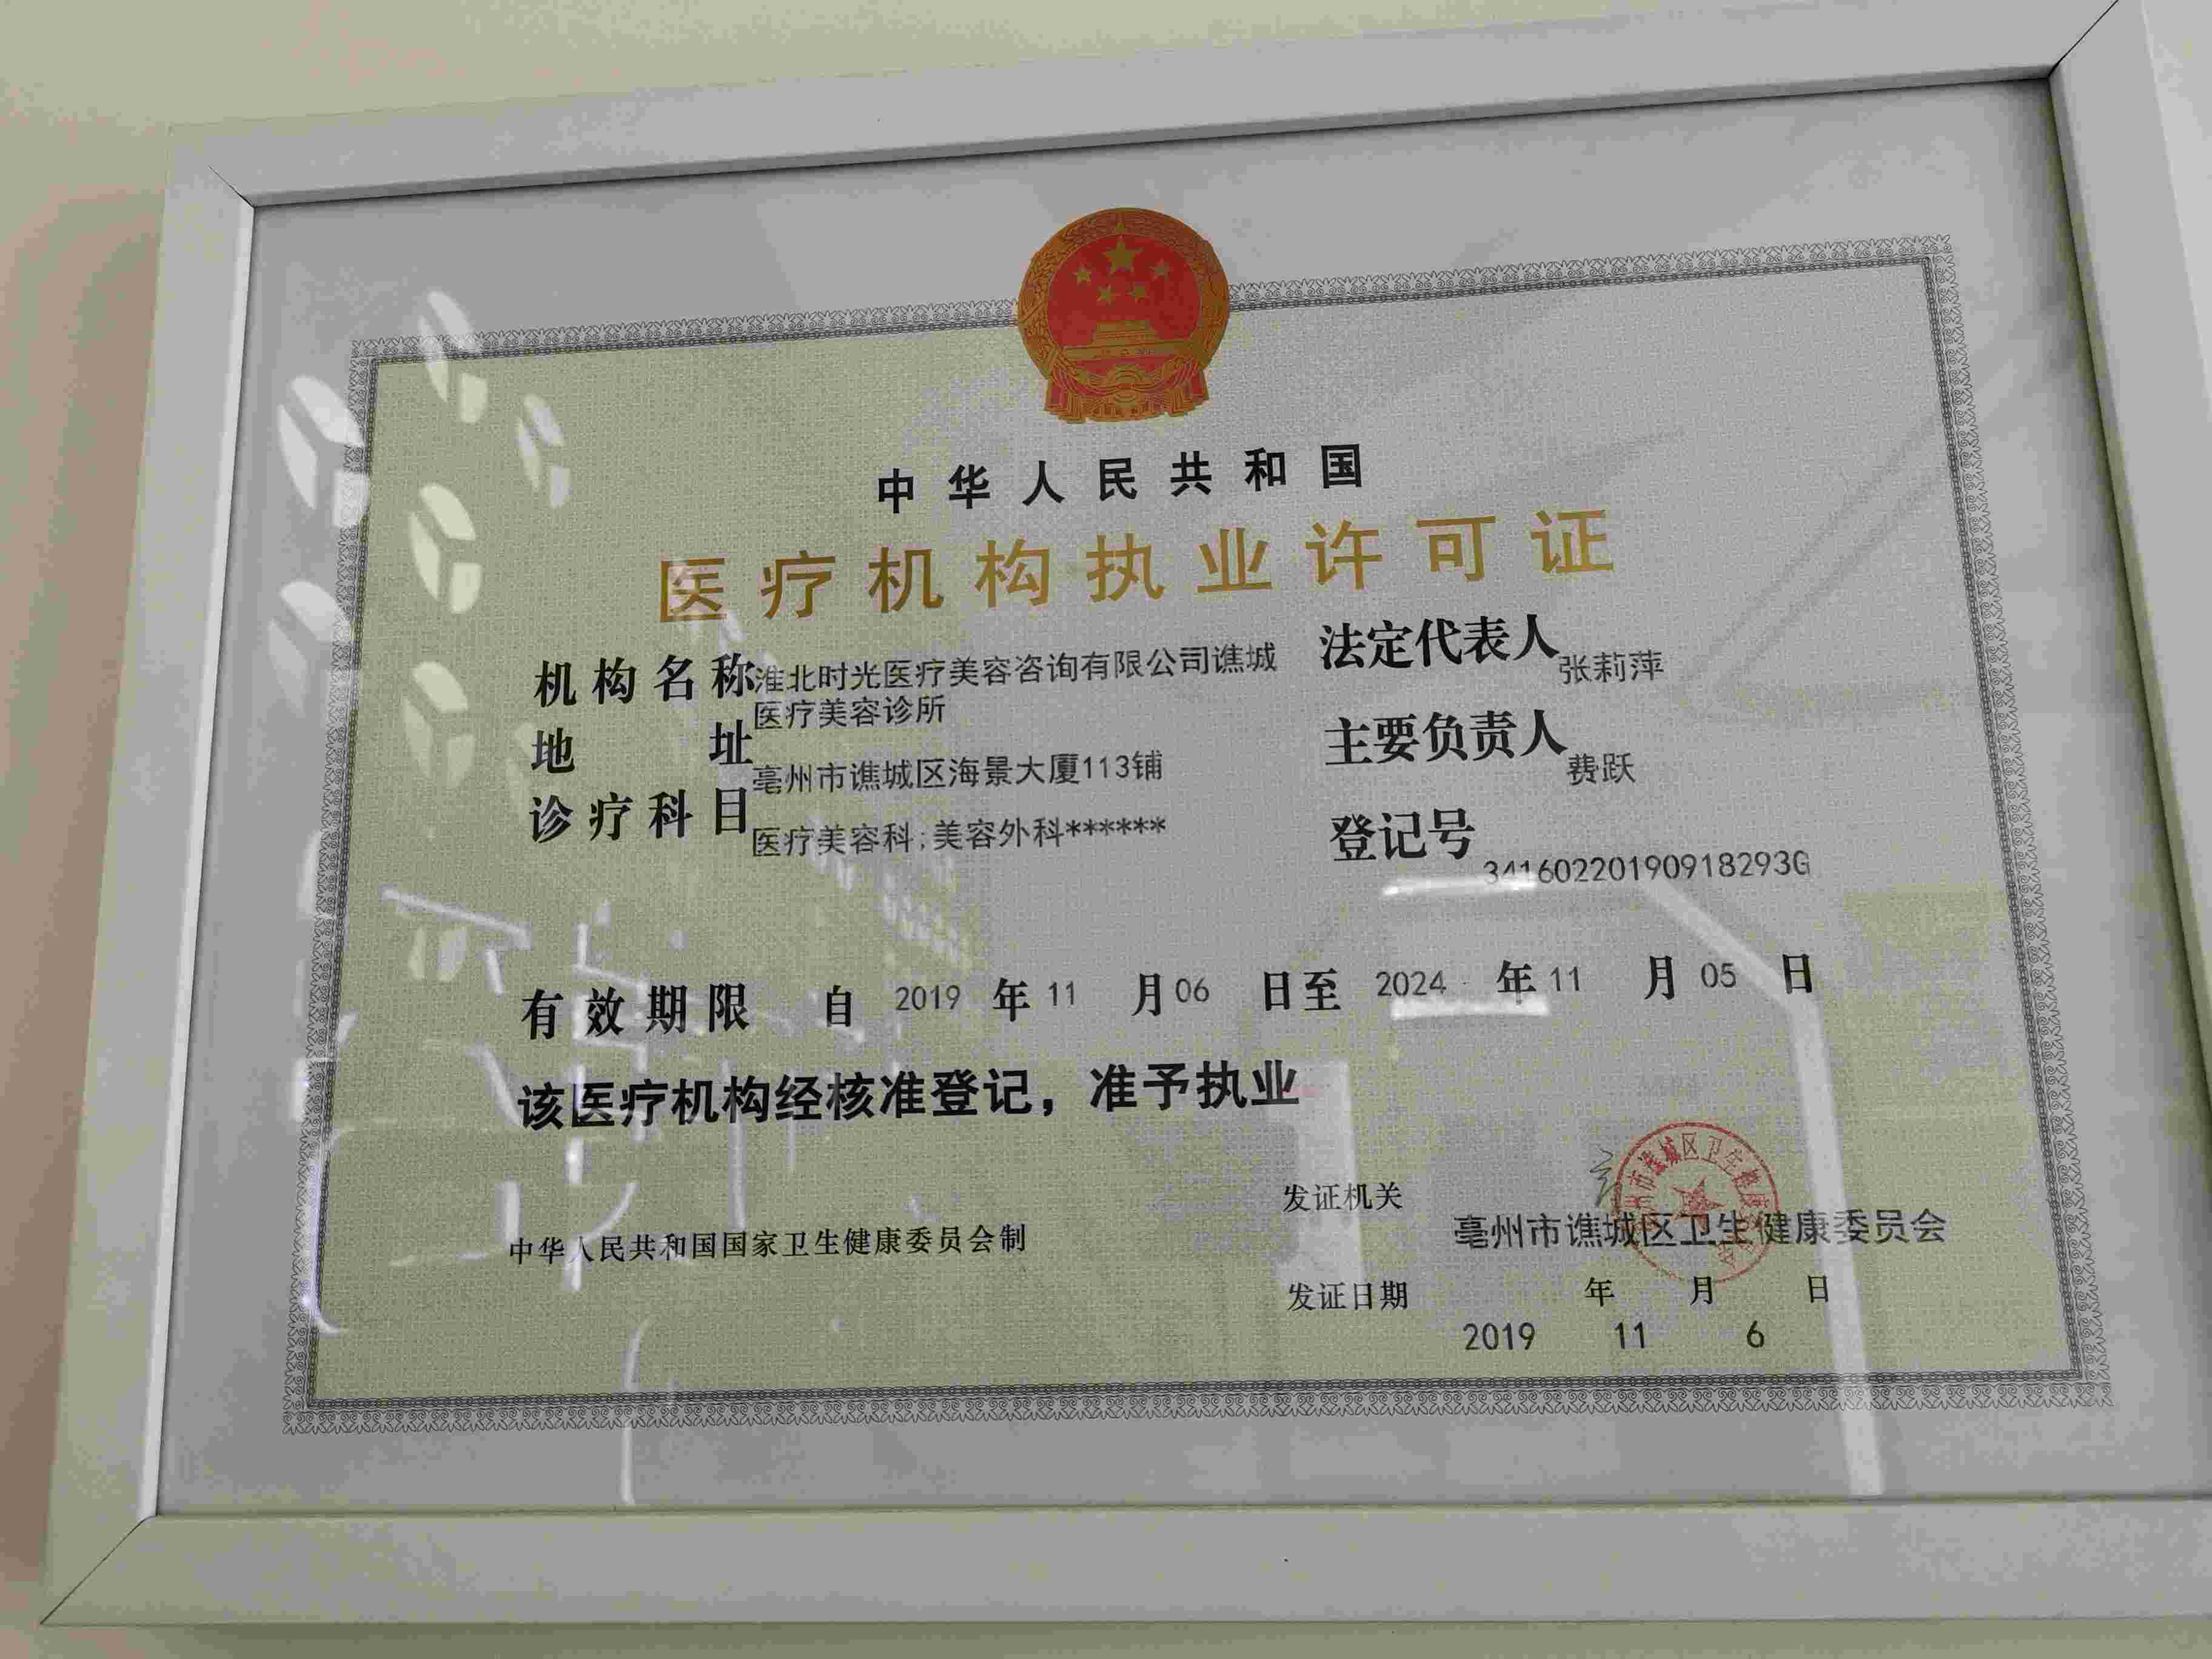 中华人民共和国
医疗机构执业许可证
机构名称 淮北时光医疗美容咨询有限公司谯城
医疗美容诊所
地址 亳州市谯城区海景大厦113铺
诊疗科目 医疗美容科;美容外科******
法定代表人 张莉萍
主要负责人 费跃
登记号 34160220190918293G
有效期限 自 2019 年 11 月 06 日至 2024 年 11 月 05 日
该医疗机构经核准登记，准予执业
中华人民共和国国家卫生健康委员会制
发证机关 亳州市谯城区卫生健康委员会
发证日期 年 月 日
2019 11 6